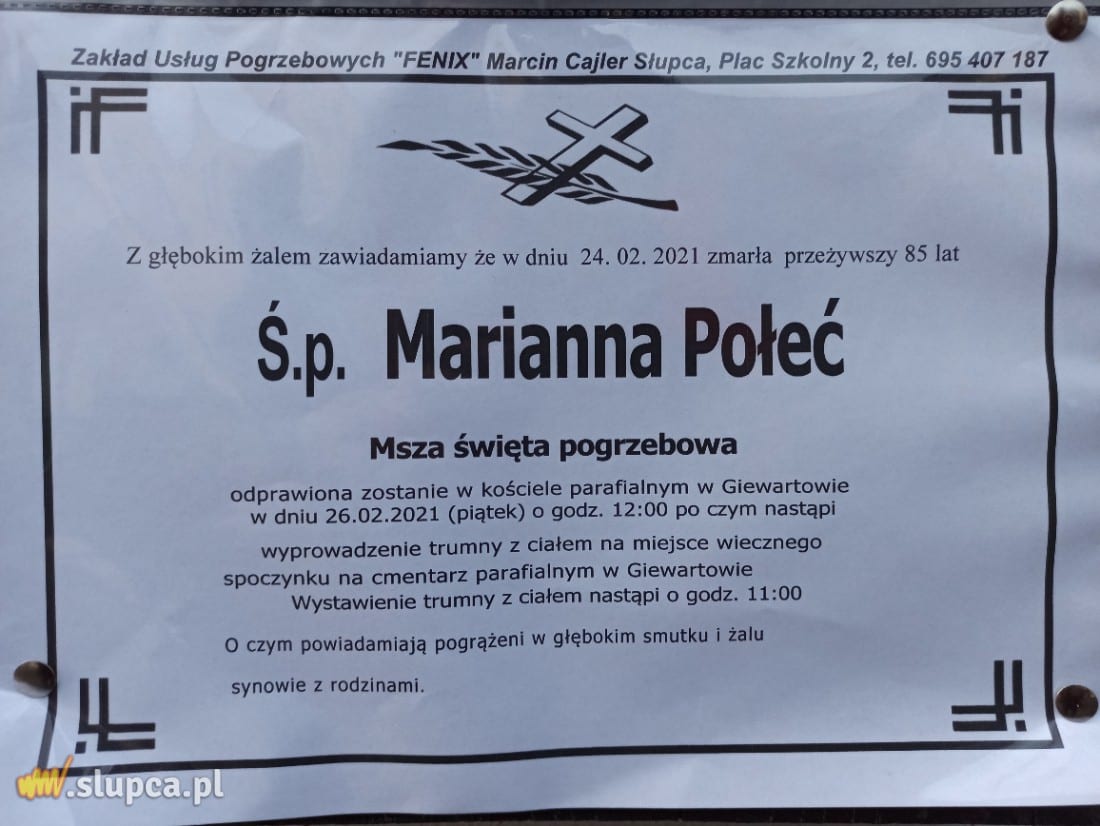 Zakład Usług Pogrzebowych "FENIX" Marcin Cajler Słupca, Plac Szkolny 2, tel. 695 407 187
Z głębokim żalem zawiadamiamy że w dniu 24. 02. 2021 zmarła przeżywszy 85 lat
Ś.p. Marianna Połeć
Msza święta pogrzebowa
odprawiona zostanie w kościele parafialnym w Giewartowie
w dniu 26.02.2021 (piątek) o godz. 12:00 po czym nastąpi
wyprowadzenie trumny z ciałem na miejsce wiecznego
spoczynku na cmentarz parafialnym w Giewartowie
Wystawienie trumny z ciałem nastąpi o godz. 11:00
O czym powiadamiają pogrążeni w głębokim smutku i żalu
synowie z rodzinami.
www.slupca.pl